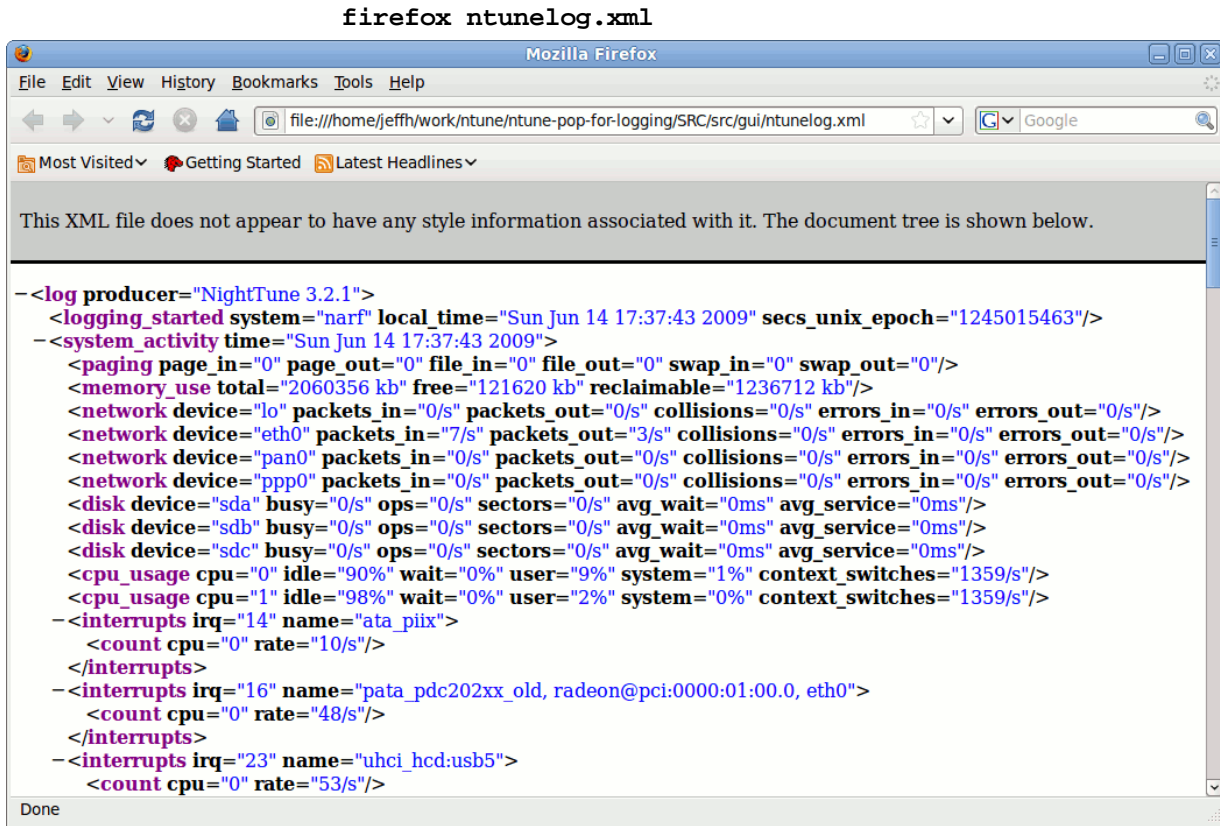 firefox ntunelog.xml
Mozilla Firefox
File Edit View History Bookmarks Tools Help
file:///home/jeffh/work/ntune/ntune-pop-for-logging/SRC/src/gui/ntunelog.xml G Google
Most Visited Getting Started Latest Headlines
This XML file does not appear to have any style information associated with it. The document tree is shown below.
−<log producer="NightTune 3.2.1">
<logging_started system="narf" local_time="Sun Jun 14 17:37:43 2009" secs_unix_epoch="1245015463"/>
−<system_activity time="Sun Jun 14 17:37:43 2009">
<paging page_in="0" page_out="0" file_in="0" file_out="0" swap_in="0" swap_out="0"/>
<memory_use total="2060356 kb" free="121620 kb" reclaimable="1236712 kb"/>
<network device="lo" packets_in="0/s" packets_out="0/s" collisions="0/s" errors_in="0/s" errors_out="0/s"/>
<network device="eth0" packets_in="7/s" packets_out="3/s" collisions="0/s" errors_in="0/s" errors_out="0/s"/>
<network device="pan0" packets_in="0/s" packets_out="0/s" collisions="0/s" errors_in="0/s" errors_out="0/s"/>
<network device="ppp0" packets_in="0/s" packets_out="0/s" collisions="0/s" errors_in="0/s" errors_out="0/s"/>
<disk device="sda" busy="0/s" ops="0/s" sectors="0/s" avg_wait="0ms" avg_service="0ms"/>
<disk device="sdb" busy="0/s" ops="0/s" sectors="0/s" avg_wait="0ms" avg_service="0ms"/>
<disk device="sdc" busy="0/s" ops="0/s" sectors="0/s" avg_wait="0ms" avg_service="0ms"/>
<cpu_usage cpu="0" idle="90%" wait="0%" user="9%" system="1%" context_switches="1359/s"/>
<cpu_usage cpu="1" idle="98%" wait="0%" user="2%" system="0%" context_switches="1359/s"/>
−<interrupts irq="14" name="ata_piix">
<count cpu="0" rate="10/s"/>
</interrupts>
−<interrupts irq="16" name="pata_pdc202xx_old, radeon@pci:0000:01:00.0, eth0">
<count cpu="0" rate="48/s"/>
</interrupts>
−<interrupts irq="23" name="uhci_hcd:usb5">
<count cpu="0" rate="53/s"/>
Done